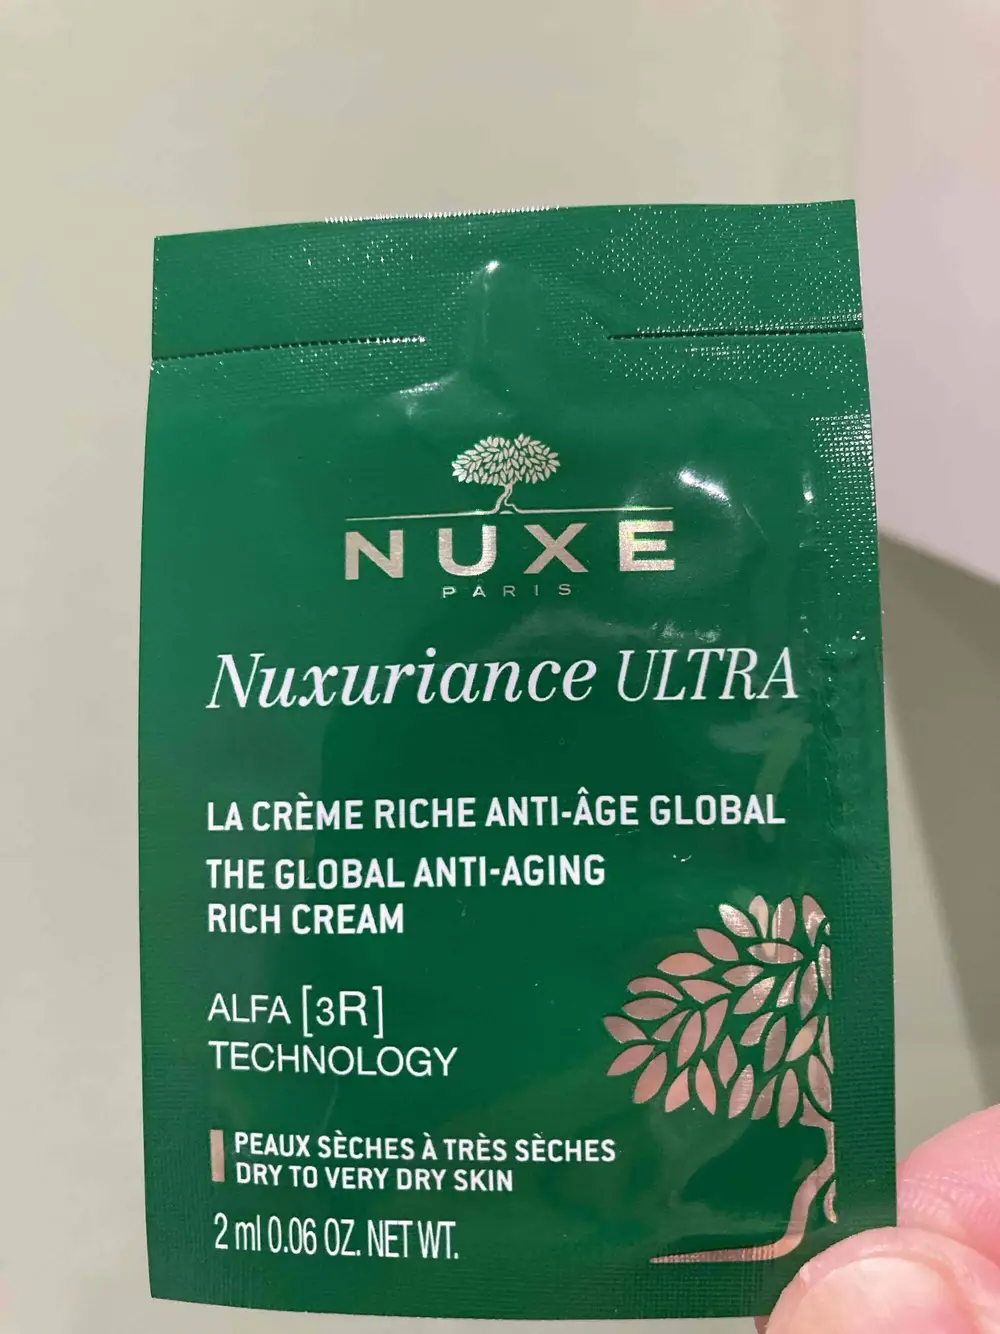 NUXE
PARIS
Nuxuriance ULTRA
LA CRÈME RICHE ANTI-ÂGE GLOBAL
THE GLOBAL ANTI-AGING
RICH CREAM
ALFA [3R]
TECHNOLOGY
PEAUX SÈCHES À TRÈS SÈCHES
DRY TO VERY DRY SKIN
2 ml 0.06 OZ. NET WT.